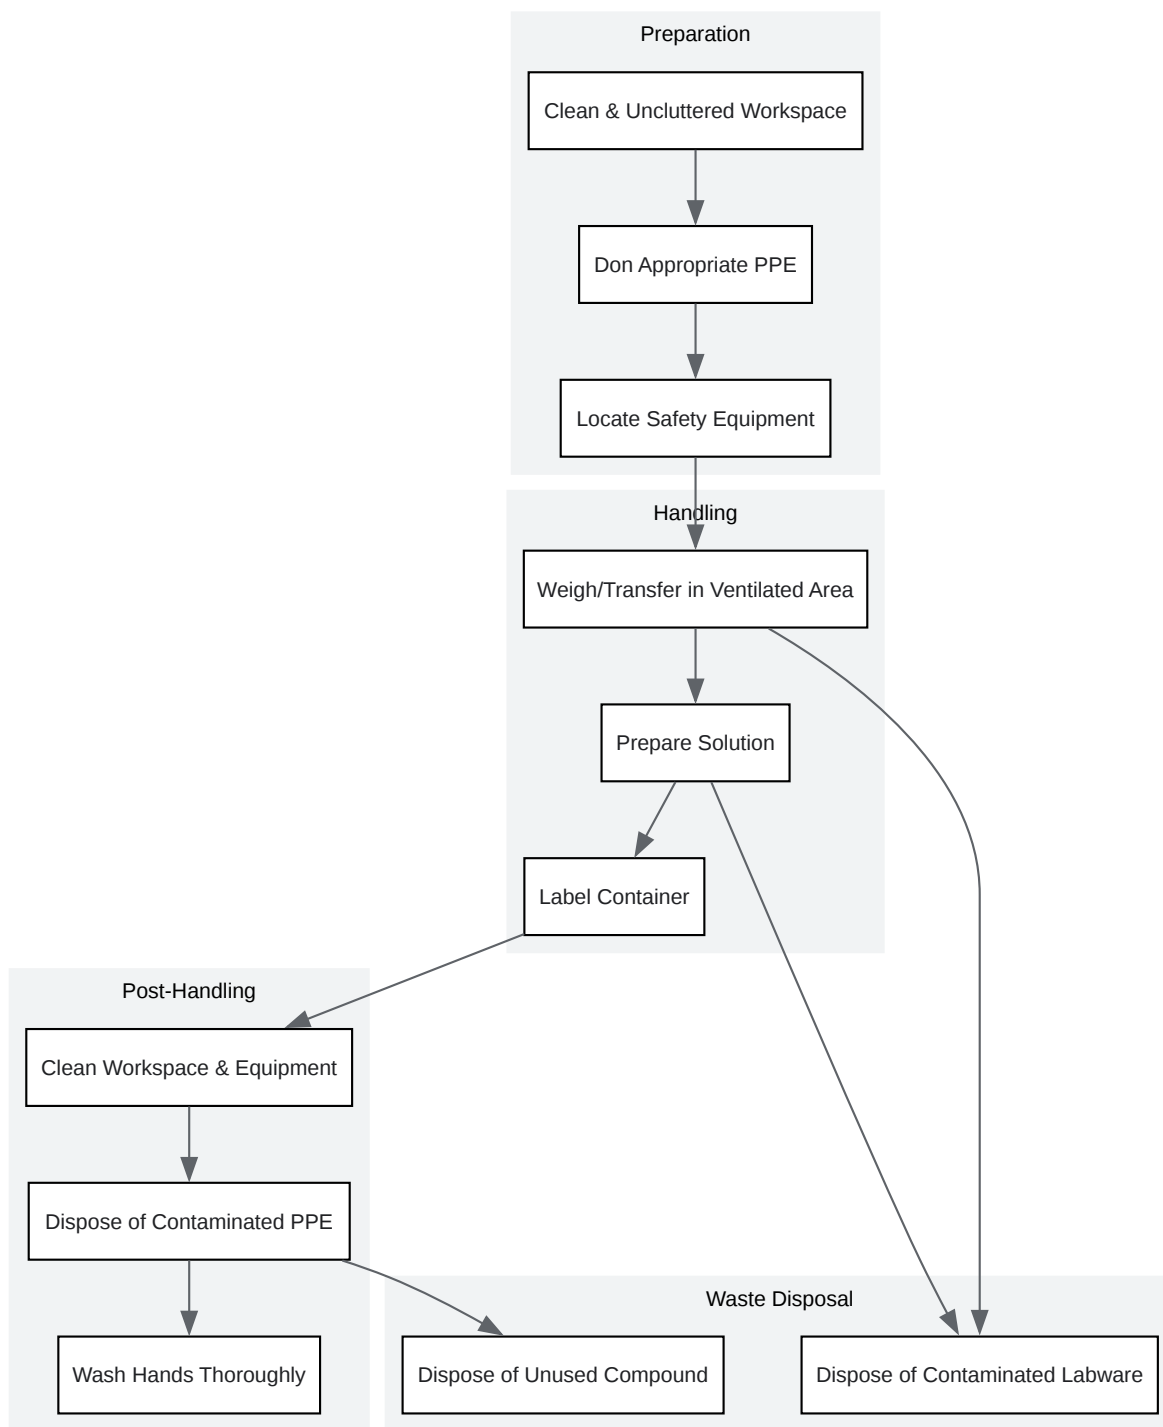 Preparation
Clean & Uncluttered Workspace
Don Appropriate PPE
Locate Safety Equipment
Handling
Weigh/Transfer in Ventilated Area
Prepare Solution
Label Container
Post-Handling
Clean Workspace & Equipment
Dispose of Contaminated PPE
Wash Hands Thoroughly
Waste Disposal
Dispose of Unused Compound
Dispose of Contaminated Labware